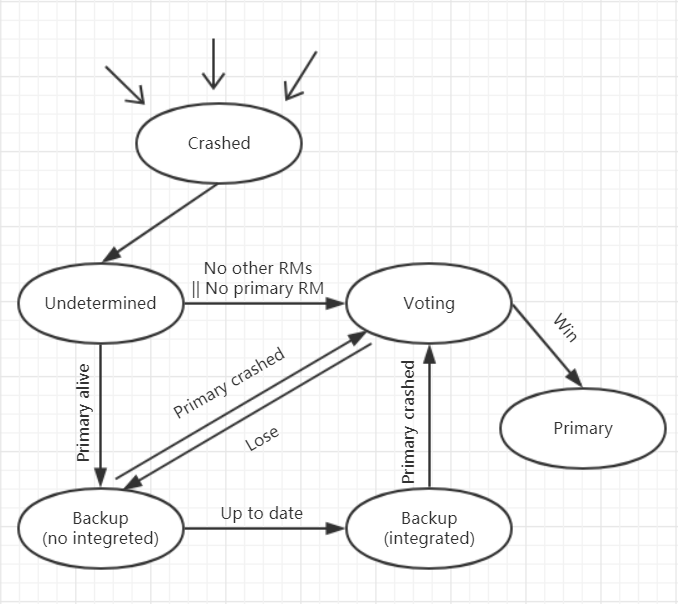 Crashed
Undetermined
No other RMs
|| No primary RM
Voting
Win
Primary alive
Primary crashed
Lose
Primary crashed
Primary
Backup
(no integreted)
Up to date
Backup
(integrated)